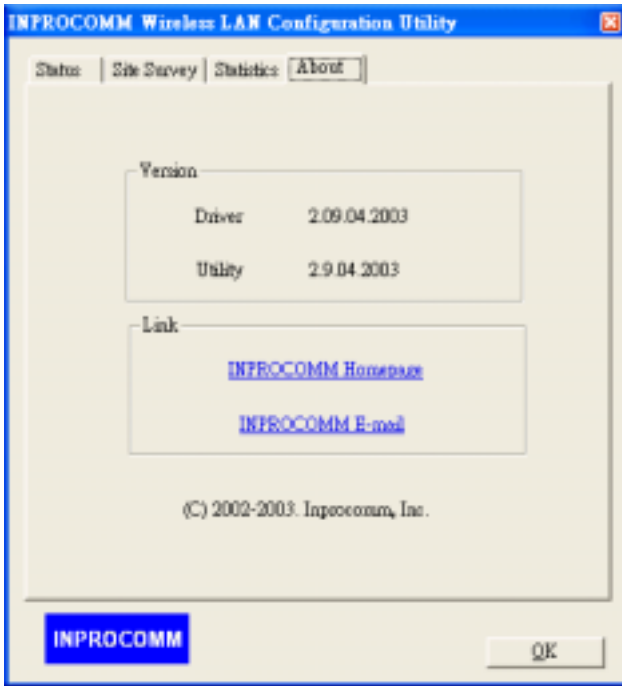 INPROCOMM Wireless LAN Configuration Utility
Status Site Survey Statistics About
Version
Driver 2.09.04.2003
Utility 2.9.04.2003
Link
INPROCOMM Homepage
INPROCOMM E-mail
(C) 2002-2003. Inprocomm, Inc.
INPROCOMM
OK